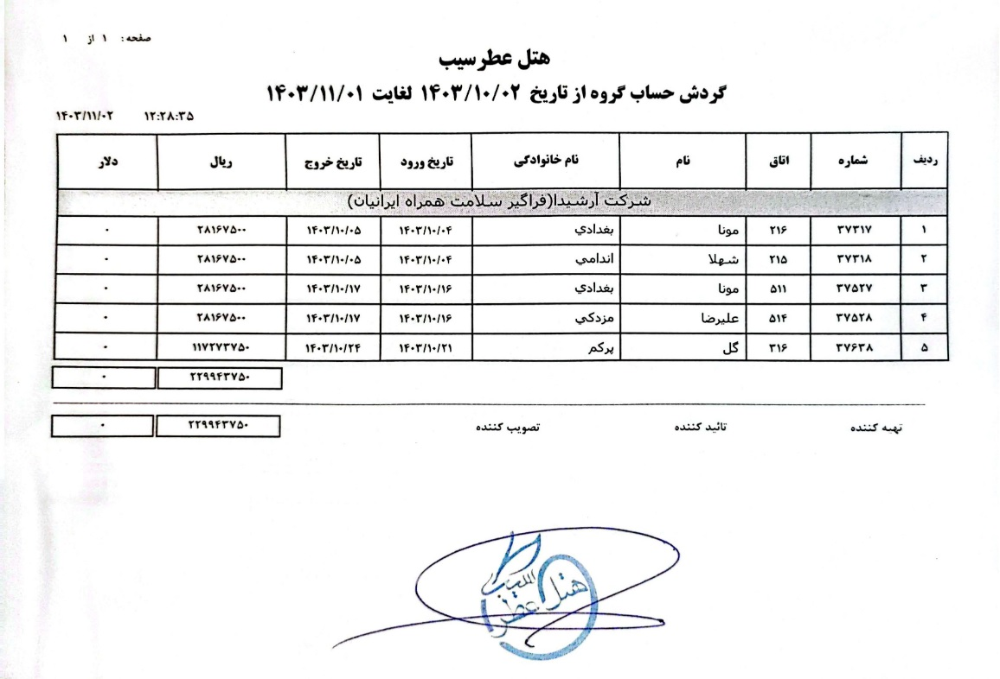 صفحه: ۱ از ۱
هتل عطر سیب
گردش حساب گروه از تاریخ ۱۴۰۳/۱۰/۰۲ لغایت ۱۴۰۳/۱۱/۰۱
۱۲:۲۸:۳۵ ۱۴۰۳/۱۱/۰۲
ردیف شماره اتاق نام نام خانوادگی تاریخ ورود تاریخ خروج ریال دلار
شرکت آرشیدا(فراگیر سلامت همراه ایرانیان)
۱ ۳۷۳۱۷ ۲۱۶ مونا بغدادي ۱۴۰۳/۱۰/۰۴ ۱۴۰۳/۱۰/۰۵ ۲۸۱۶۷۵۰۰ ۰
۲ ۳۷۳۱۸ ۲۱۵ شهلا اندامي ۱۴۰۳/۱۰/۰۴ ۱۴۰۳/۱۰/۰۵ ۲۸۱۶۷۵۰۰ ۰
۳ ۳۷۵۲۷ ۵۱۱ مونا بغدادي ۱۴۰۳/۱۰/۱۶ ۱۴۰۳/۱۰/۱۷ ۲۸۱۶۷۵۰۰ ۰
۴ ۳۷۵۲۸ ۵۱۴ علیرضا مزدكي ۱۴۰۳/۱۰/۱۶ ۱۴۰۳/۱۰/۱۷ ۲۸۱۶۷۵۰۰ ۰
۵ ۳۷۶۳۸ ۳۱۶ گل پركم ۱۴۰۳/۱۰/۲۱ ۱۴۰۳/۱۰/۲۴ ۱۱۷۲۷۳۷۵۰ ۰
۲۲۹۹۴۳۷۵۰ ۰
تهیه کننده تائید کننده تصویب کننده ۲۲۹۹۴۳۷۵۰ ۰
هتل عطر